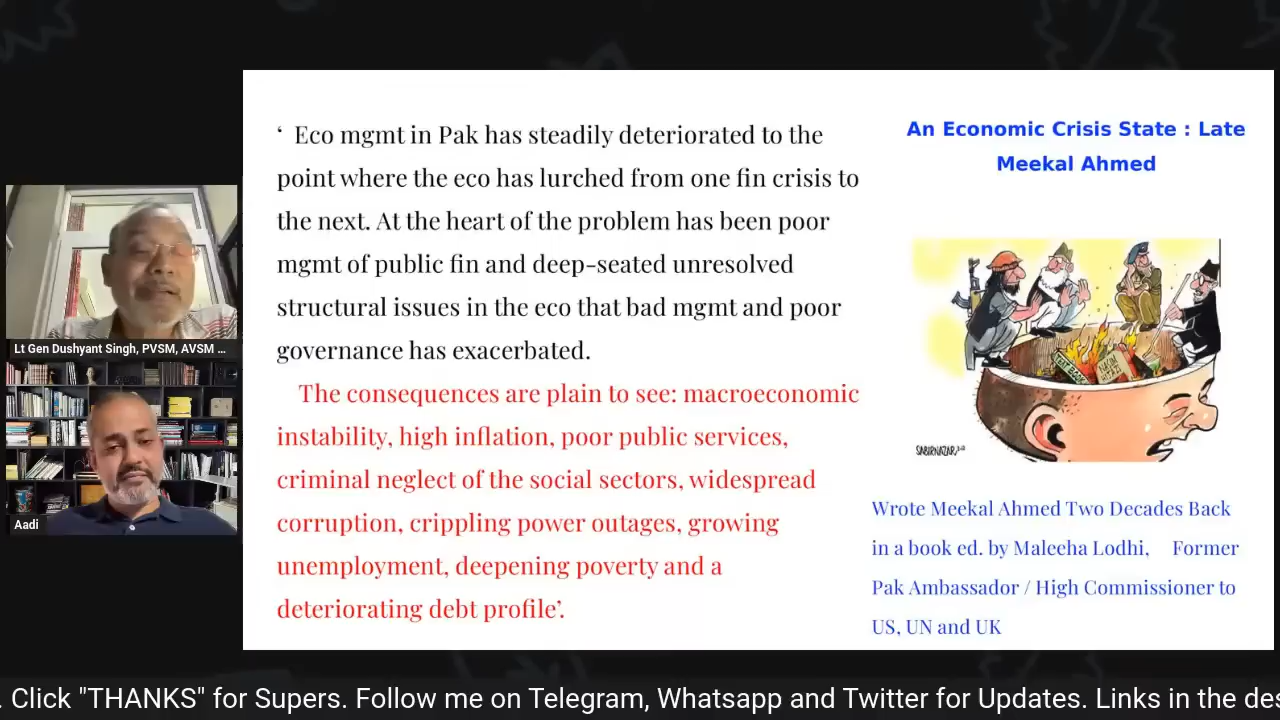 ‘ Eco mgmt in Pak has steadily deteriorated to the
point where the eco has lurched from one fin crisis to
the next. At the heart of the problem has been poor
mgmt of public fin and deep-seated unresolved
structural issues in the eco that bad mgmt and poor
governance has exacerbated.
The consequences are plain to see: macroeconomic
instability, high inflation, poor public services,
criminal neglect of the social sectors, widespread
corruption, crippling power outages, growing
unemployment, deepening poverty and a
deteriorating debt profile’.
An Economic Crisis State : Late
Meekal Ahmed
SABIRNAZAR
Wrote Meekal Ahmed Two Decades Back
in a book ed. by Maleeha Lodhi, Former
Pak Ambassador / High Commissioner to
US, UN and UK
Lt Gen Dushyant Singh, PVSM, AVSM ...
Aadi
. Click "THANKS" for Supers. Follow me on Telegram, Whatsapp and Twitter for Updates. Links in the des